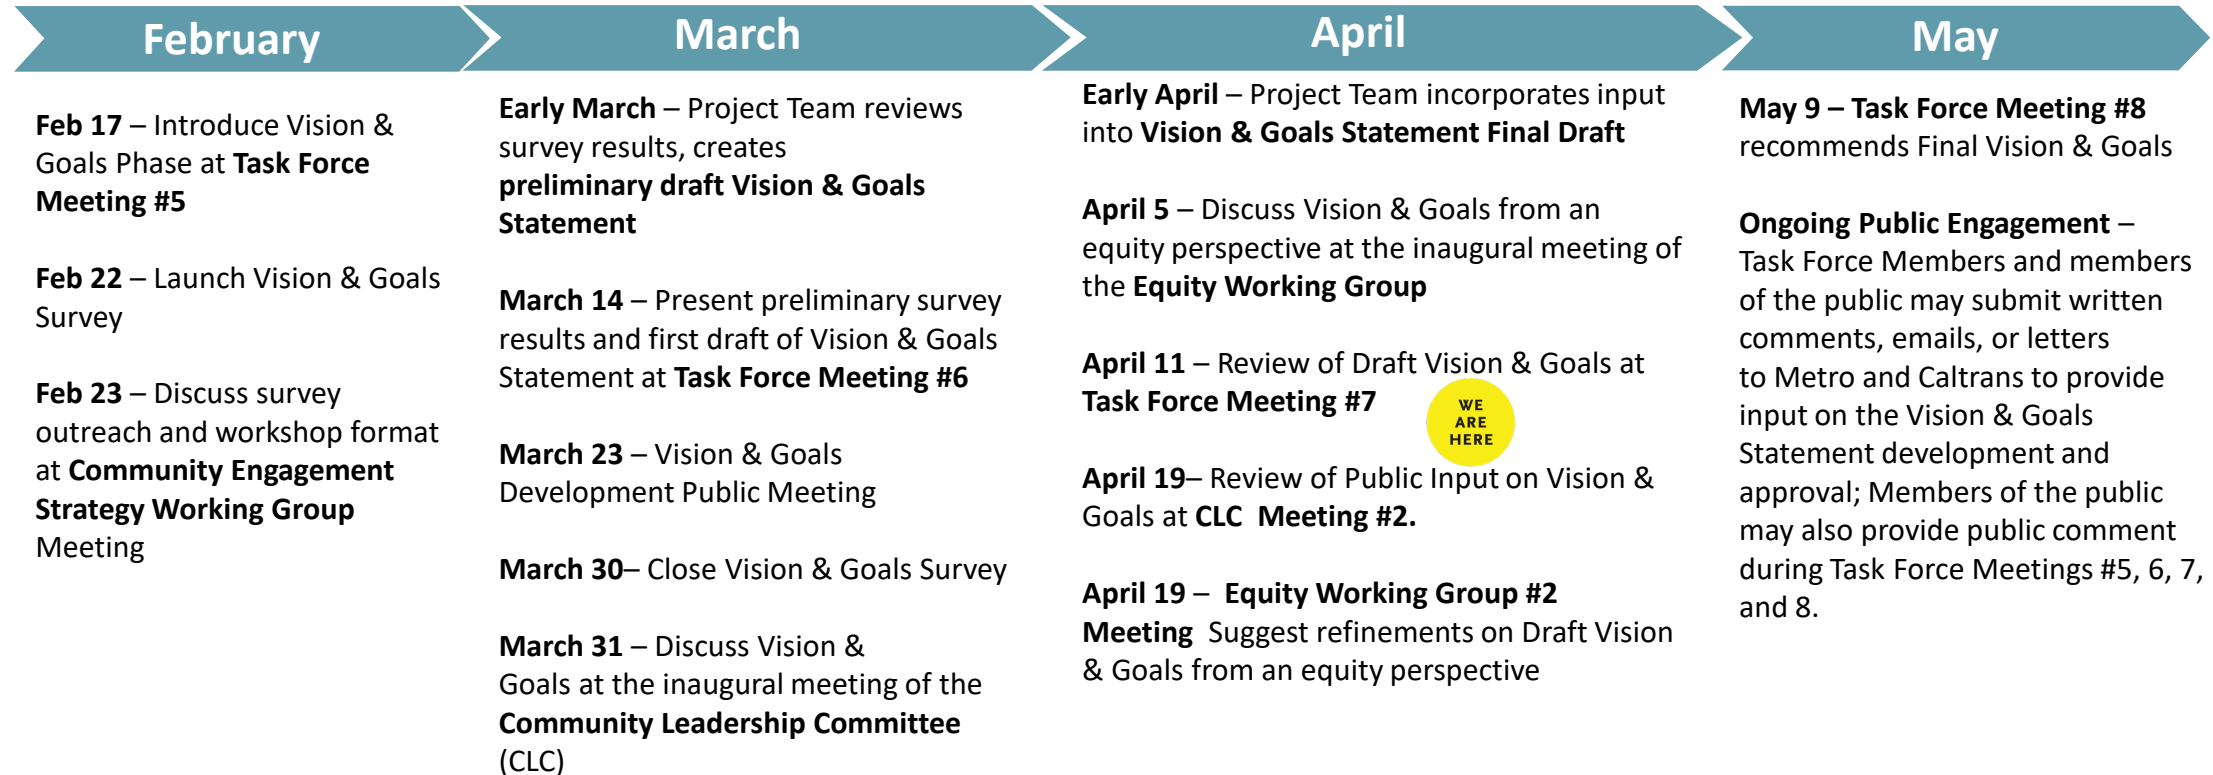 February
Feb 17 – Introduce Vision &
Goals Phase at Task Force
Meeting #5
Feb 22 – Launch Vision & Goals
Survey
Feb 23 – Discuss survey
outreach and workshop format
at Community Engagement
Strategy Working Group
Meeting
March
Early March – Project Team reviews
survey results, creates
preliminary draft Vision & Goals
Statement
March 14 – Present preliminary survey
results and first draft of Vision & Goals
Statement at Task Force Meeting #6
March 23 – Vision & Goals
Development Public Meeting
March 30– Close Vision & Goals Survey
March 31 – Discuss Vision &
Goals at the inaugural meeting of the
Community Leadership Committee
(CLC)
April
Early April – Project Team incorporates input
into Vision & Goals Statement Final Draft
April 5 – Discuss Vision & Goals from an
equity perspective at the inaugural meeting of
the Equity Working Group
April 11 – Review of Draft Vision & Goals at
Task Force Meeting #7
WE
ARE
HERE
April 19– Review of Public Input on Vision &
Goals at CLC  Meeting #2.
April 19 –  Equity Working Group #2
Meeting  Suggest refinements on Draft Vision
& Goals from an equity perspective
May
May 9 – Task Force Meeting #8
recommends Final Vision & Goals
Ongoing Public Engagement –
Task Force Members and members
of the public may submit written
comments, emails, or letters
to Metro and Caltrans to provide
input on the Vision & Goals
Statement development and
approval; Members of the public
may also provide public comment
during Task Force Meetings #5, 6, 7,
and 8.